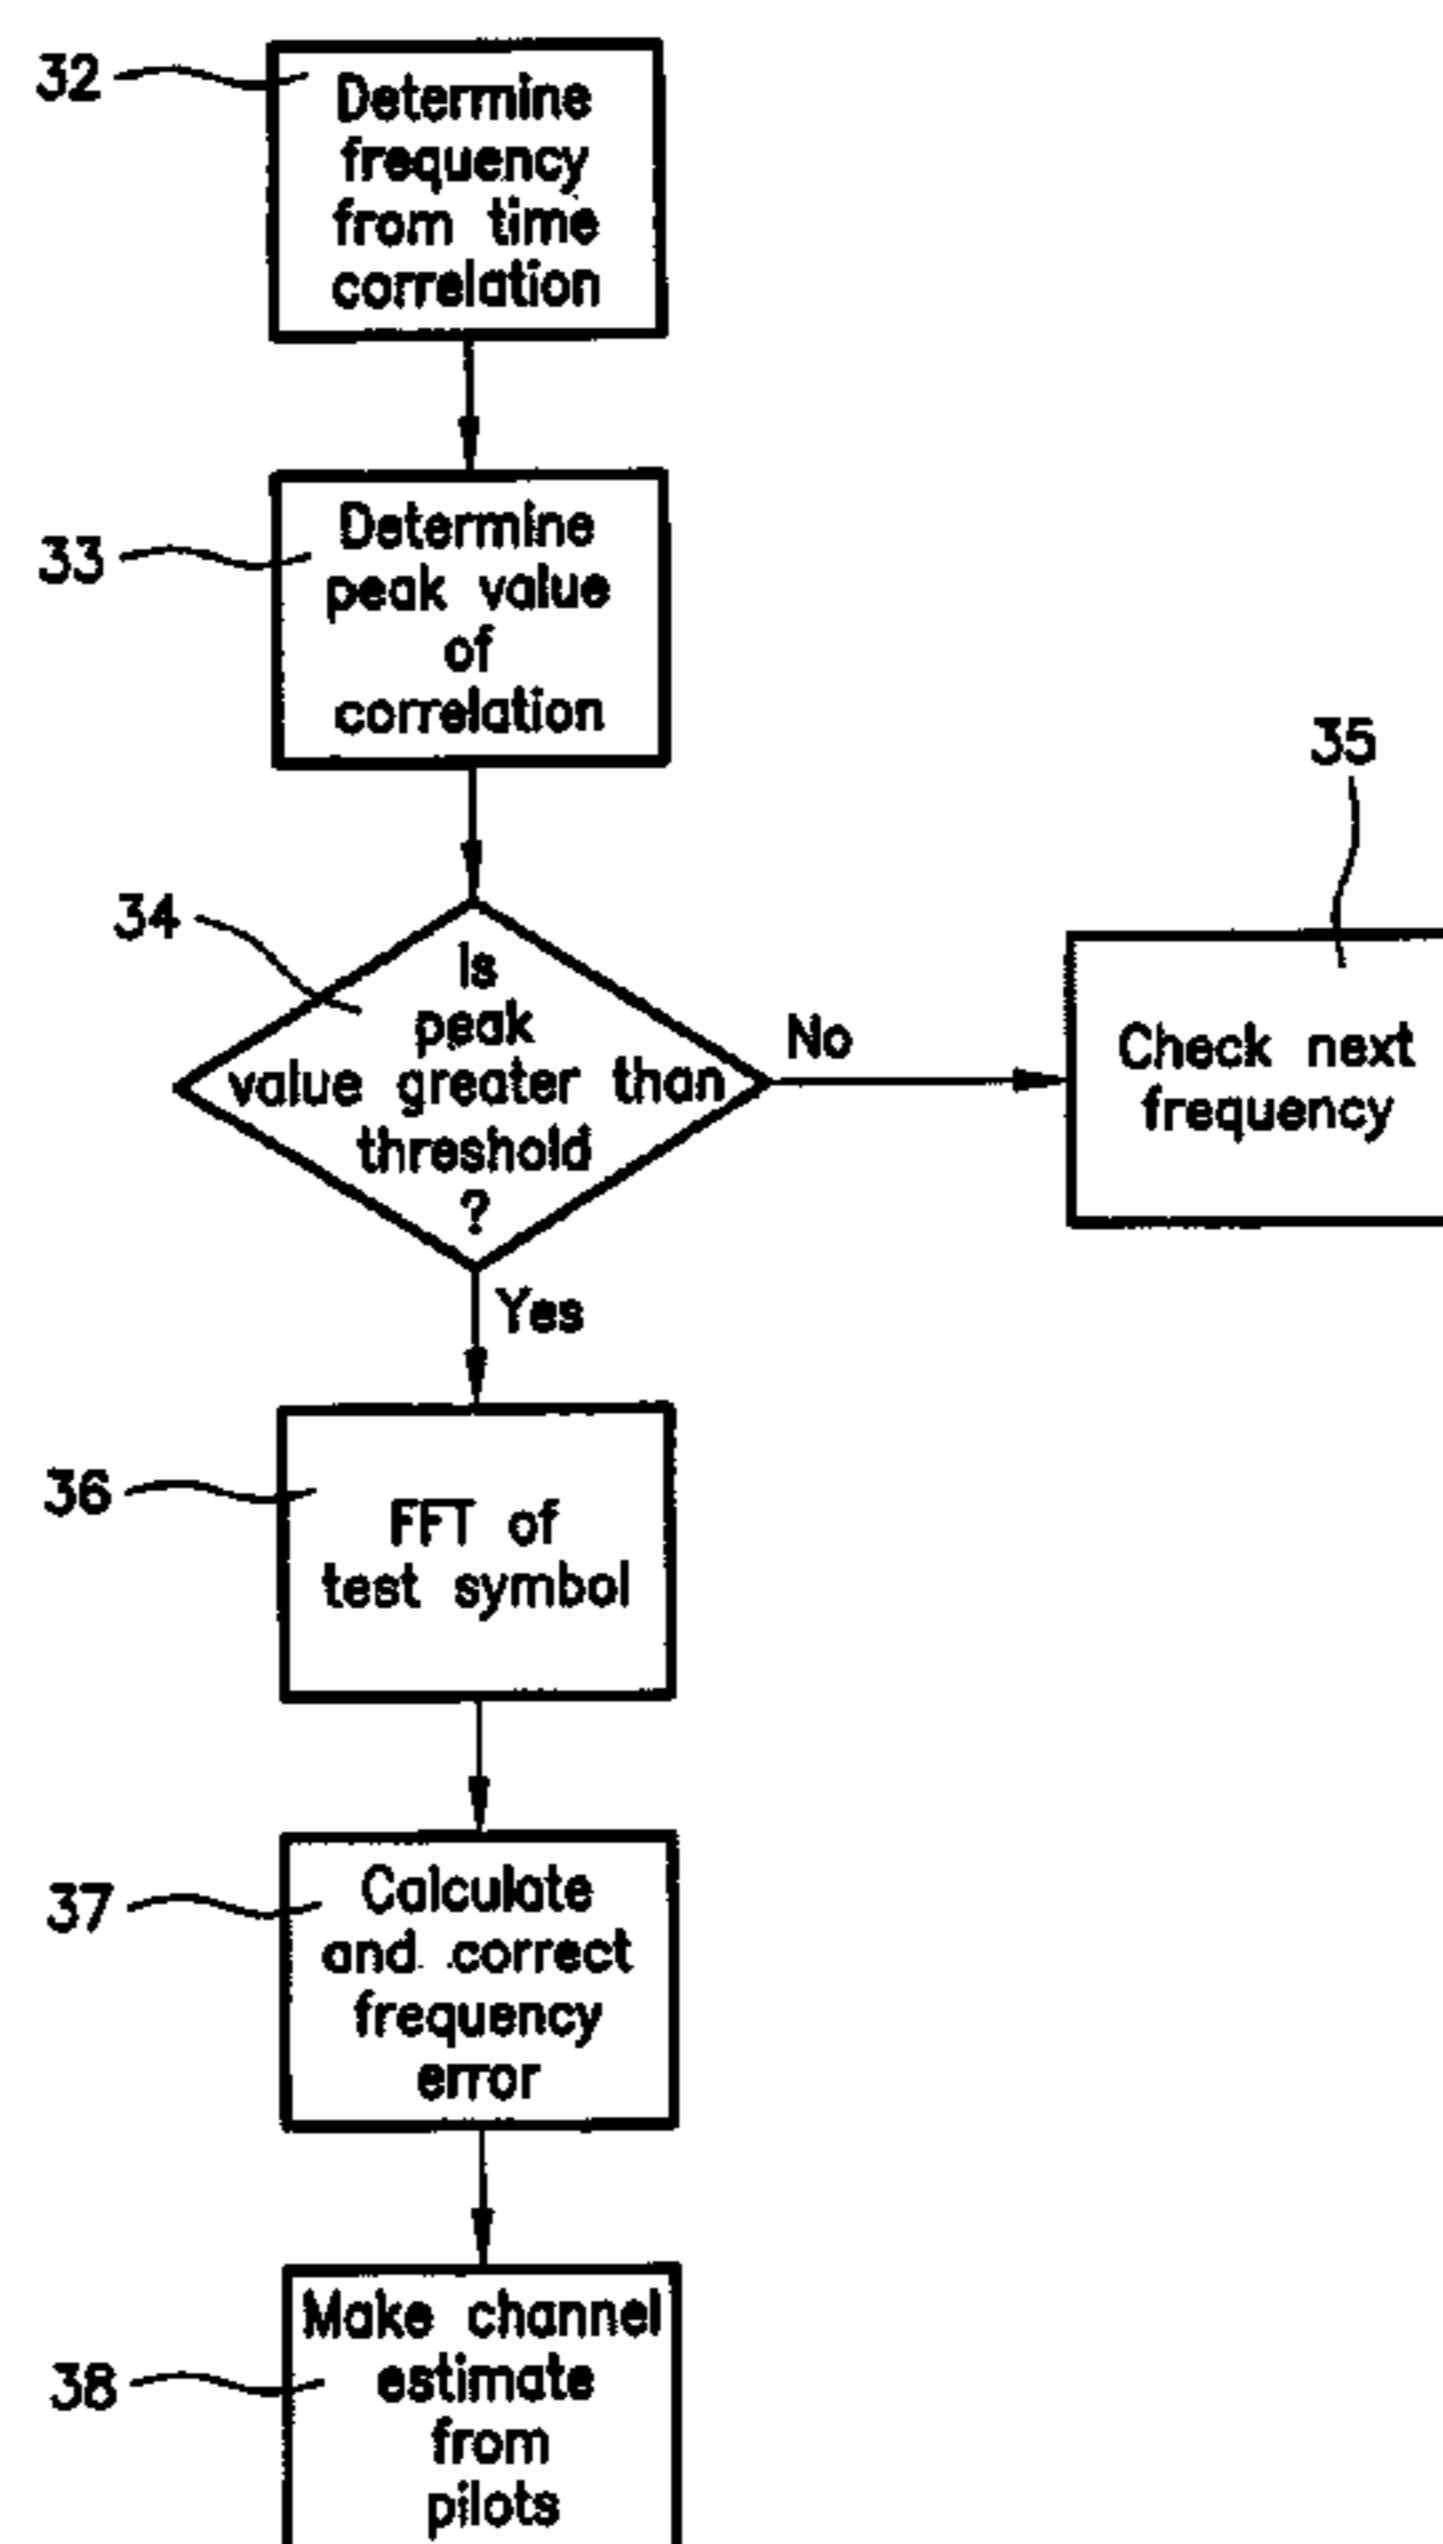 32
Determine
frequency
from time
correlation
33
Determine
peak value
of
correlation
34
Is
peak
value greater than
threshold
?
No
35
Check next
frequency
Yes
36
FFT of
test symbol
37
Calculate
and correct
frequency
error
38
Make channel
estimate
from
pilots